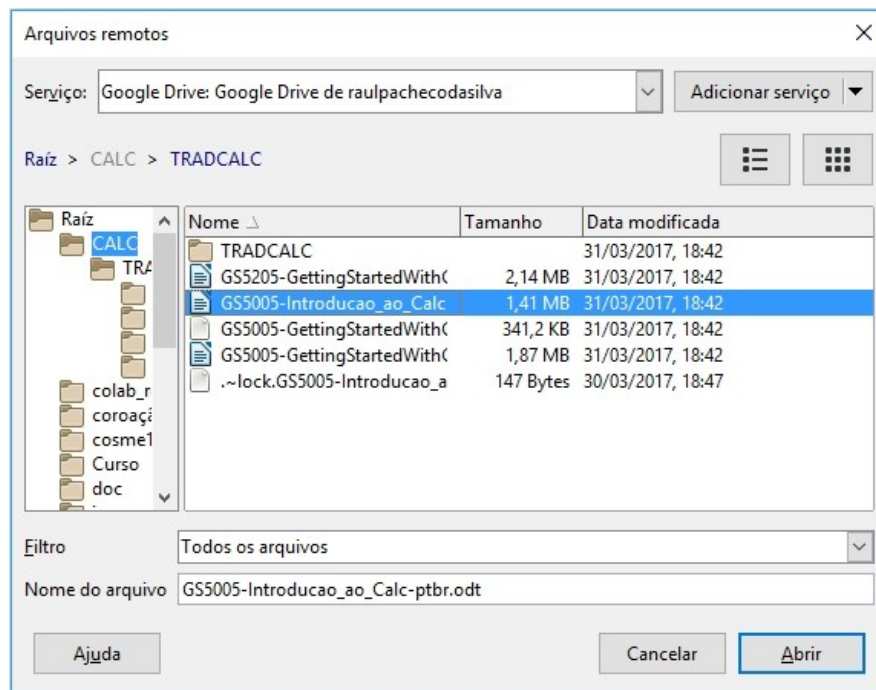 Arquivos remotos
Serviço: Google Drive: Google Drive de raulpachecodasilva Adicionar serviço
Raíz > CALC > TRADCALC
Raíz
CALC
TRA
colab_r
coroaçã
cosme1
Curso
doc
Nome Tamanho Data modificada
TRADCALC 31/03/2017, 18:42
GS5205-GettingStartedWith 2,14 MB 31/03/2017, 18:42
GS5005-Introducao_ao_Calc 1,41 MB 31/03/2017, 18:42
GS5005-GettingStartedWith 341,2 KB 31/03/2017, 18:42
GS5005-GettingStartedWith 1,87 MB 31/03/2017, 18:42
.~lock.GS5005-Introducao_a 147 Bytes 30/03/2017, 18:47
Filtro Todos os arquivos
Nome do arquivo GS5005-Introducao_ao_Calc-ptbr.odt
Ajuda Cancelar Abrir